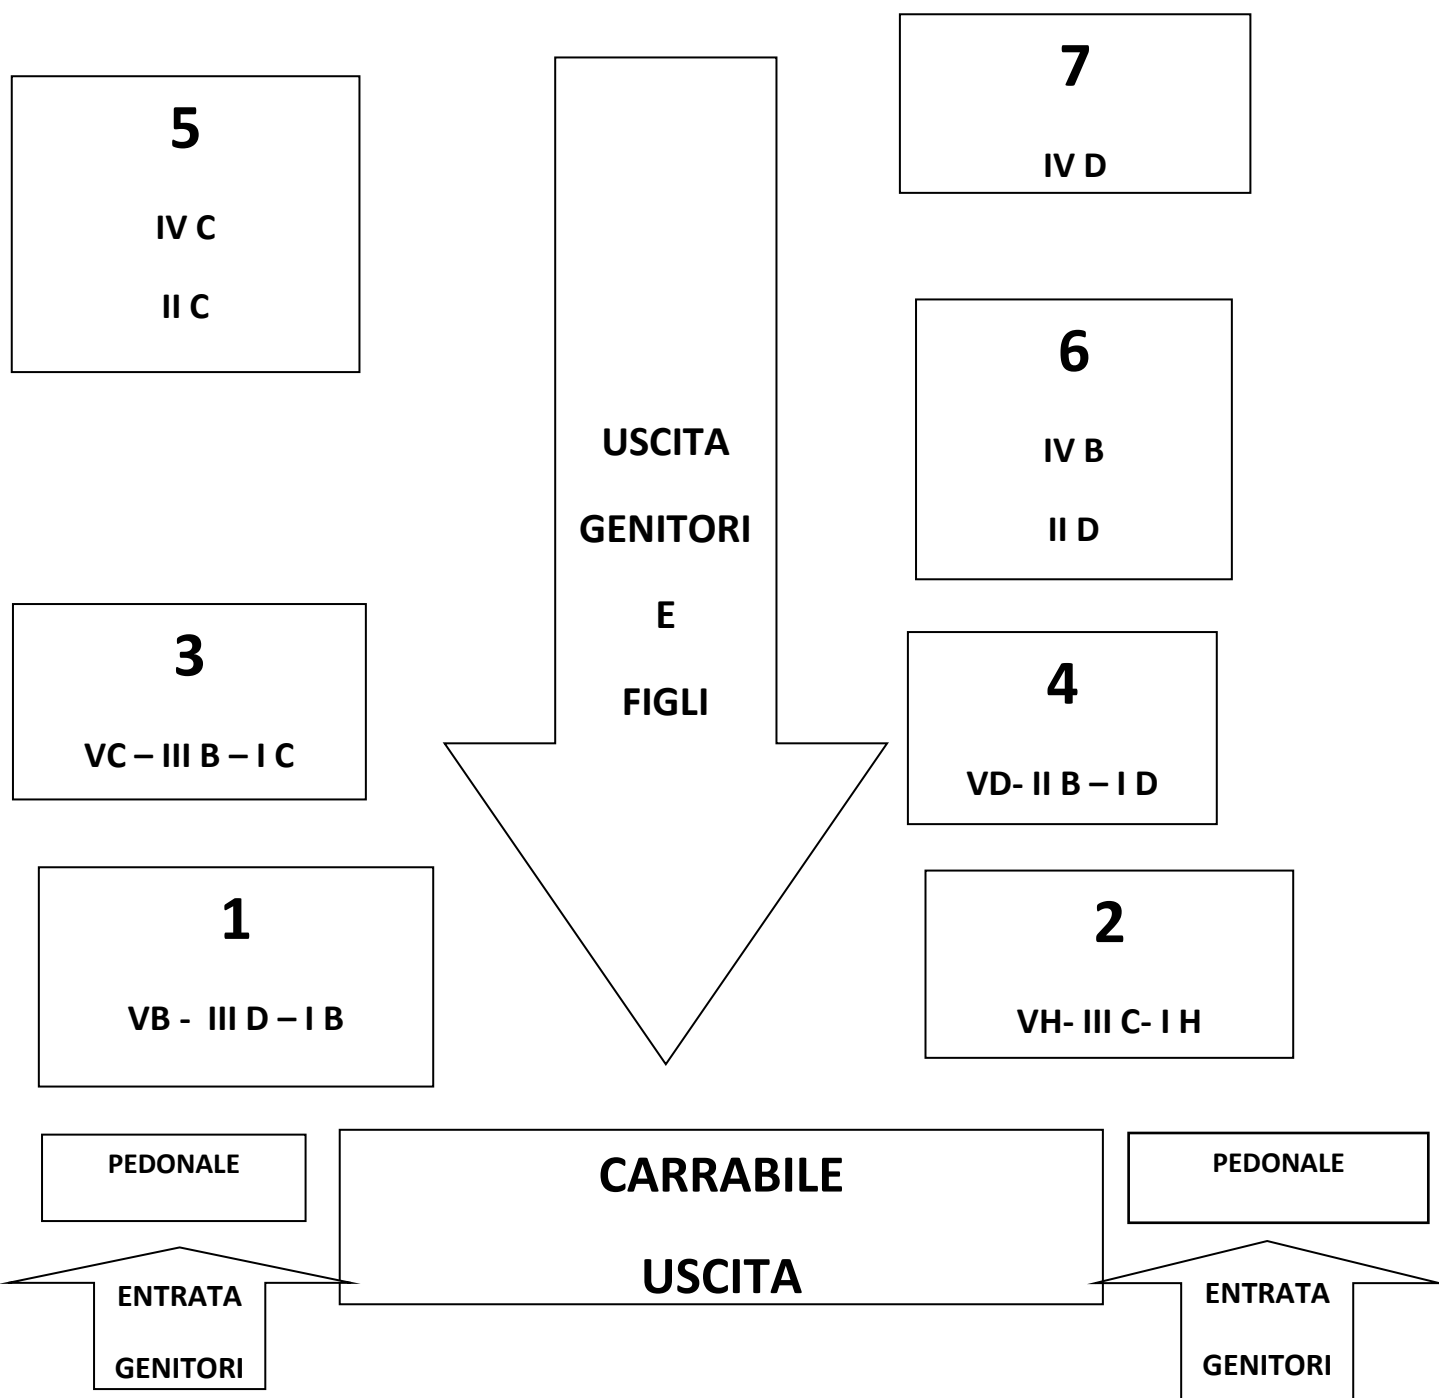 7
IV D
5
IV C
II C
6
IV B
II D
USCITA
GENITORI
E
FIGLI
3
VC – III B – I C
4
VD- II B – I D
1
VB -  III D – I B
2
VH- III C- I H
PEDONALE
CARRABILE
USCITA
PEDONALE
ENTRATA
GENITORI
ENTRATA
GENITORI